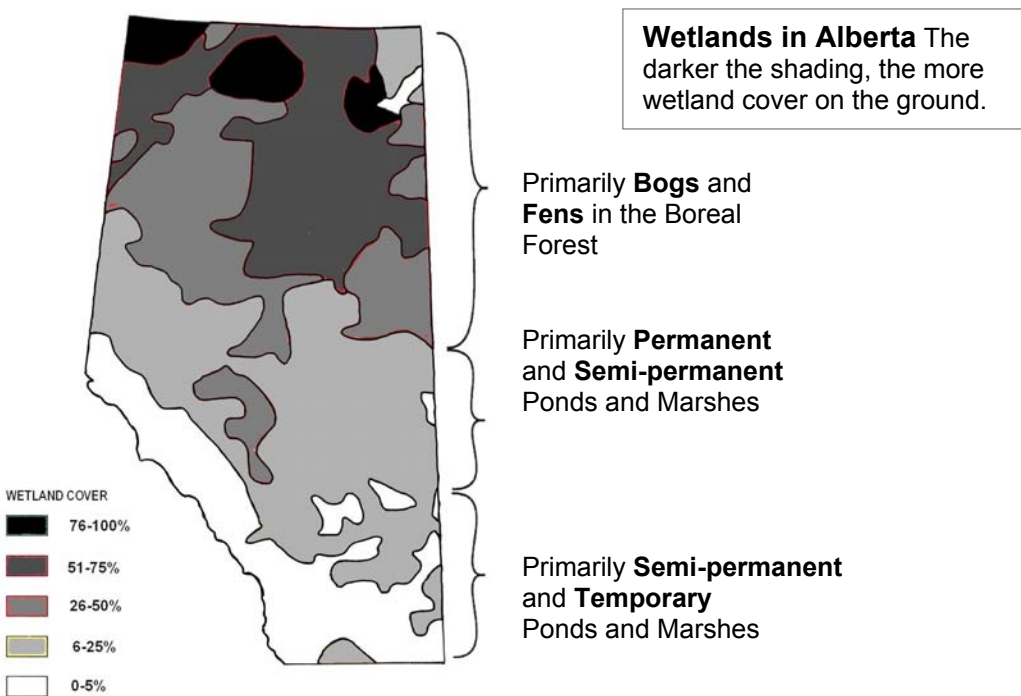 Wetlands in Alberta The
darker the shading, the more
wetland cover on the ground.
Primarily Bogs and
Fens in the Boreal
Forest
Primarily Permanent
and Semi-permanent
Ponds and Marshes
Primarily Semi-permanent
and Temporary
Ponds and Marshes
WETLAND COVER
76-100%
51-75%
26-50%
6-25%
0-5%